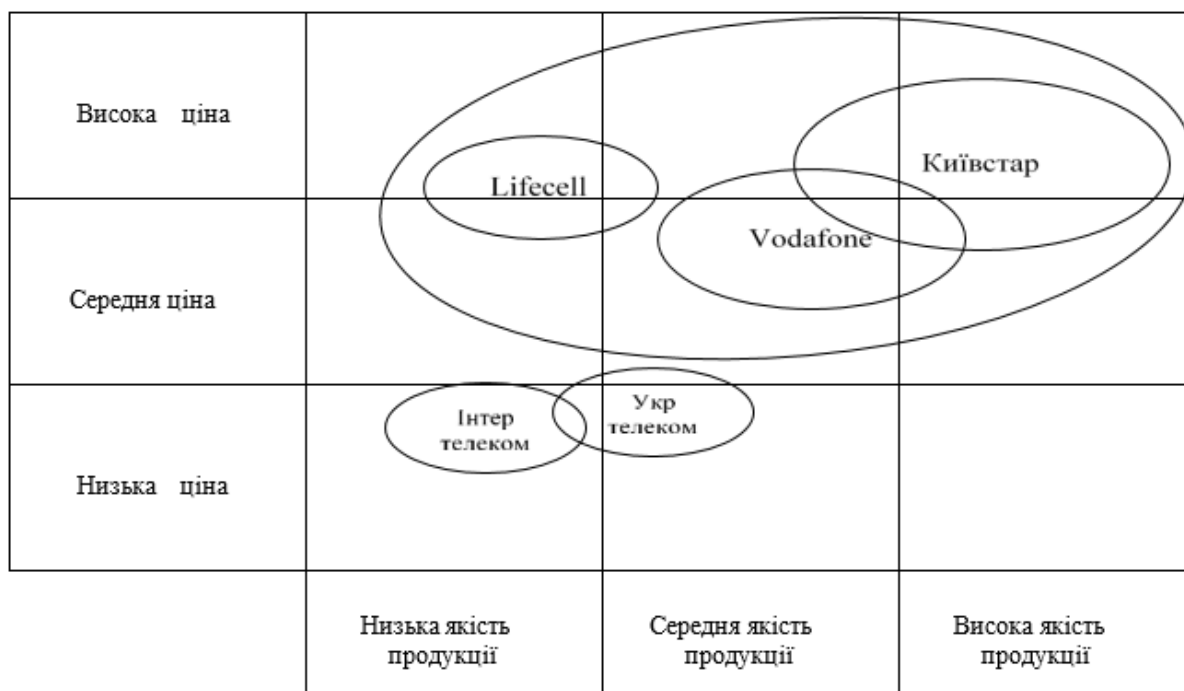 Висока ціна
Lifecell
Київстар
Vodafone
Середня ціна
Інтер
телеком
Укр
телеком
Низька ціна
Низька якість
продукції
Середня якість
продукції
Висока якість
продукції